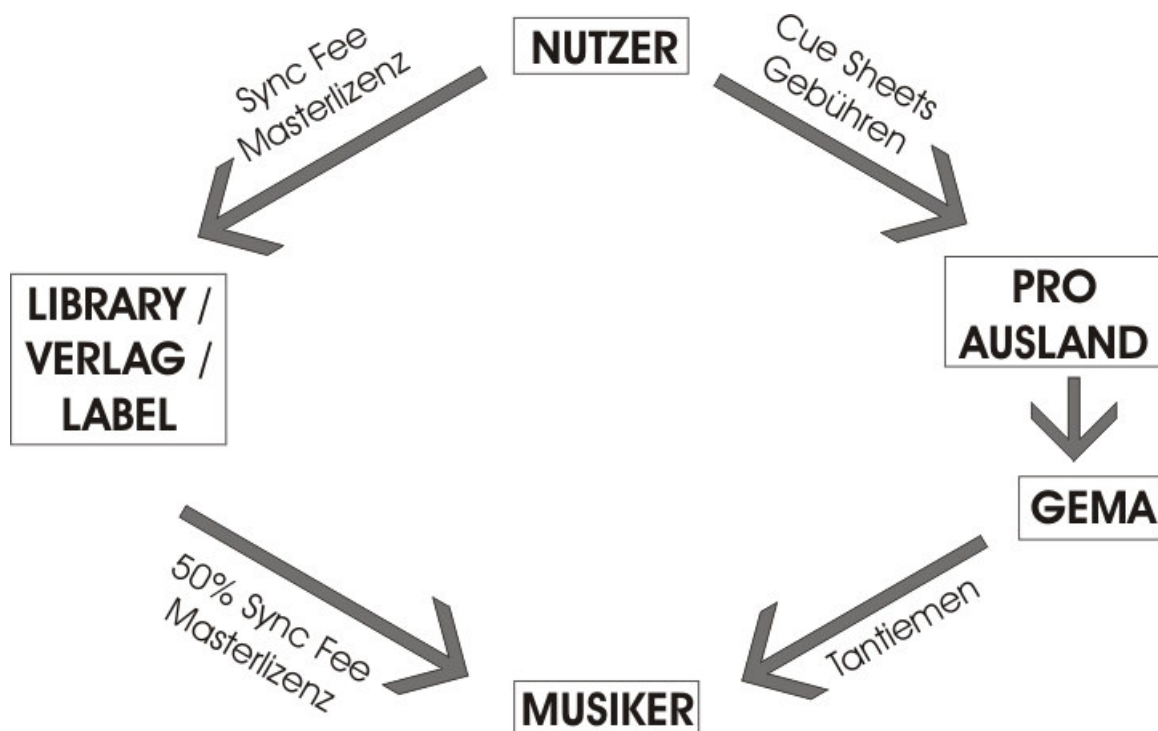 NUTZER
Sync Fee
Masterlizenz
Cue Sheets
Gebühren
LIBRARY /
VERLAG /
LABEL
PRO
AUSLAND
GEMA
50% Sync Fee
Masterlizenz
Tantiemen
MUSIKER